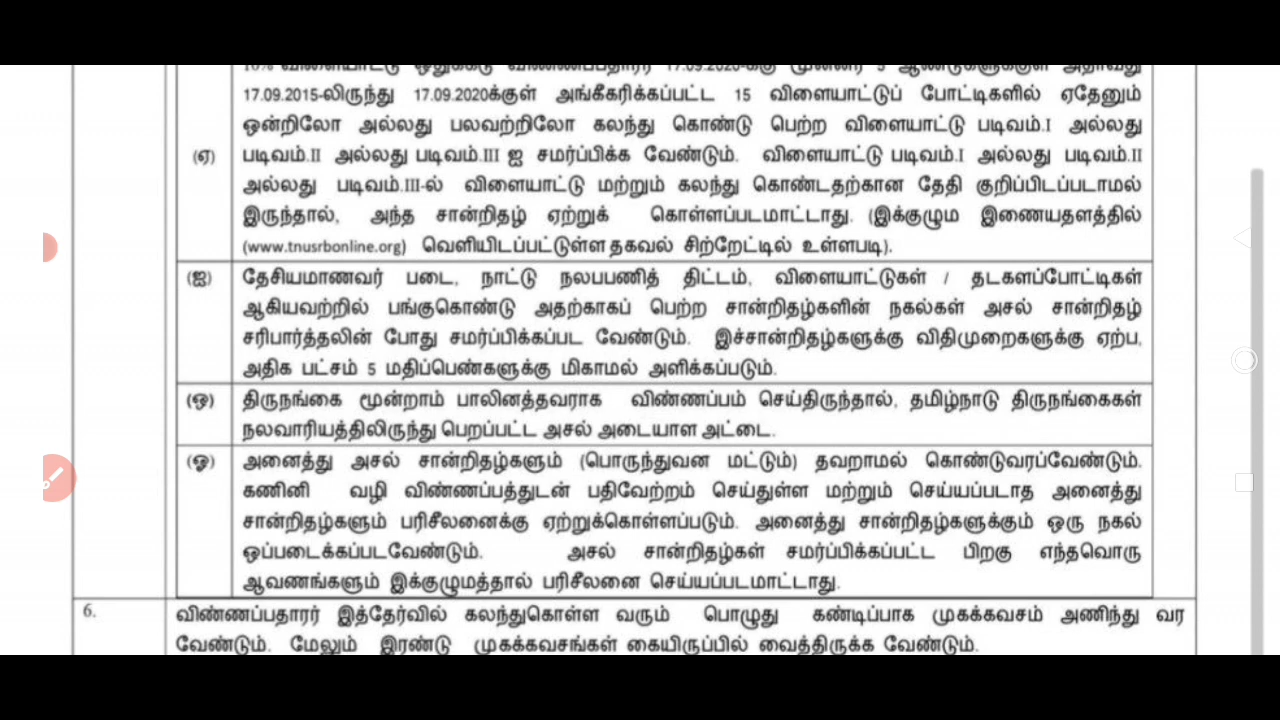 17.09.2015-லிருந்து 17.09.2020க்குள் அங்கீகரிக்கப்பட்ட 15 விளையாட்டுப் போட்டிகளில் ஏதேனும்
ஒன்றிலோ அல்லது பலவற்றிலோ கலந்து கொண்டு பெற்ற விளையாட்டு படிவம்.I அல்லது
(ஏ) படிவம்.II அல்லது படிவம்.III ஐ சமர்ப்பிக்க வேண்டும். விளையாட்டு படிவம்.I அல்லது படிவம்.II
அல்லது படிவம்.III-ல் விளையாட்டு மற்றும் கலந்து கொண்டதற்கான தேதி குறிப்பிடப்படாமல்
இருந்தால், அந்த சான்றிதழ் ஏற்றுக் கொள்ளப்படமாட்டாது. (இக்குழும இணையதளத்தில்
(www.tnusrbonline.org) வெளியிடப்பட்டுள்ள தகவல் சிற்றேட்டில் உள்ளபடி).
(ஐ) தேசியமாணவர் படை, நாட்டு நலபபணித் திட்டம், விளையாட்டுகள் / தடகளப்போட்டிகள்
ஆகியவற்றில் பங்குகொண்டு அதற்காகப் பெற்ற சான்றிதழ்களின் நகல்கள் அசல் சான்றிதழ்
சரிபார்த்தலின் போது சமர்ப்பிக்கப்பட வேண்டும். இச்சான்றிதழ்களுக்கு விதிமுறைகளுக்கு ஏற்ப,
அதிக பட்சம் 5 மதிப்பெண்களுக்கு மிகாமல் அளிக்கப்படும்.
(ஒ) திருநங்கை மூன்றாம் பாலினத்தவராக விண்ணப்பம் செய்திருந்தால், தமிழ்நாடு திருநங்கைகள்
நலவாரியத்திலிருந்து பெறப்பட்ட அசல் அடையாள அட்டை.
(ஓ) அனைத்து அசல் சான்றிதழ்களும் (பொருந்துவன மட்டும்) தவறாமல் கொண்டுவரப்வேண்டும்.
கணினி வழி விண்ணப்பத்துடன் பதிவேற்றம் செய்துள்ள மற்றும் செய்யப்படாத அனைத்து
சான்றிதழ்களும் பரிசீலனைக்கு ஏற்றுக்கொள்ளப்படும். அனைத்து சான்றிதழ்களுக்கும் ஒரு நகல்
ஒப்படைக்கப்படவேண்டும். அசல் சான்றிதழ்கள் சமர்ப்பிக்கப்பட்ட பிறகு எந்தவொரு
ஆவணங்களும் இக்குழுமத்தால் பரிசீலனை செய்யப்படமாட்டாது.
6. விண்ணப்பதாரர் இத்தேர்வில் கலந்துகொள்ள வரும் பொழுது கண்டிப்பாக முகக்கவசம் அணிந்து வர
வேண்டும். மேலும் இரண்டு முகக்கவசங்கள் கையிருப்பில் வைத்திருக்க வேண்டும்.